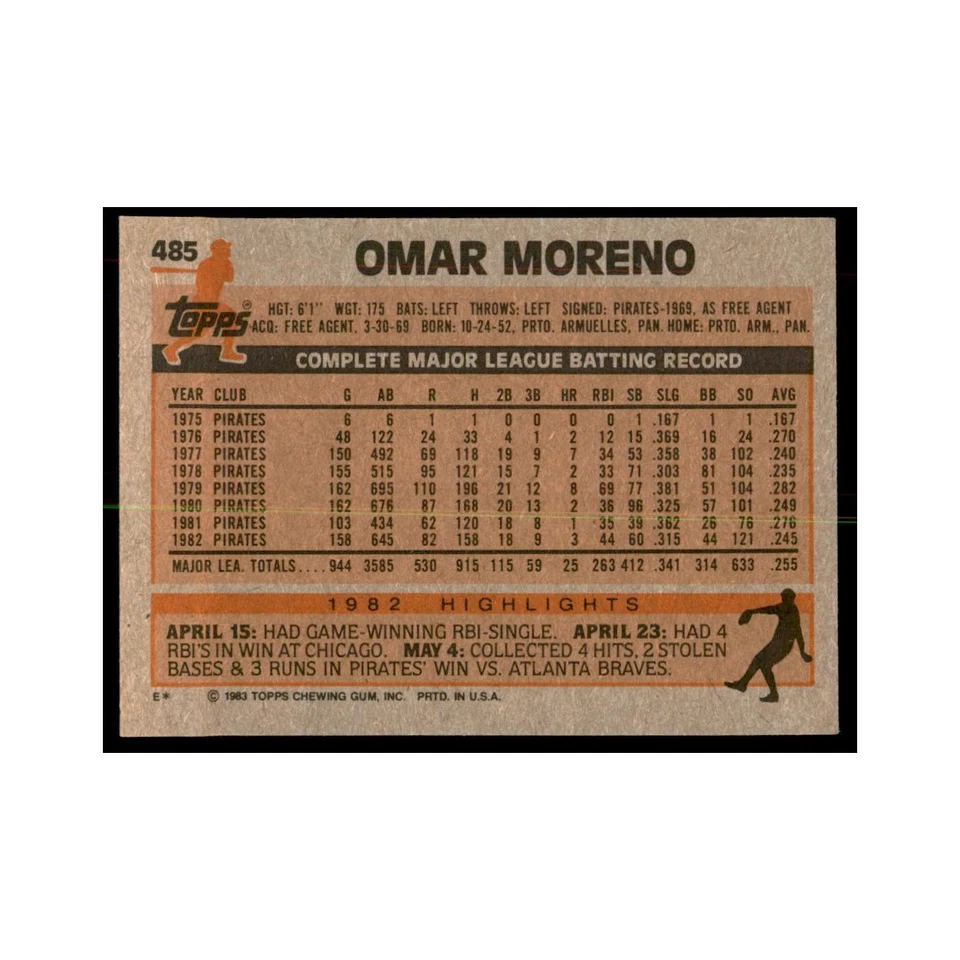 485 OMAR MORENO
Topps® HGT: 6'1" WGT: 175 BATS: LEFT THROWS: LEFT SIGNED: PIRATES-1969, AS FREE AGENT
ACQ: FREE AGENT, 3-30-69 BORN: 10-24-52, PRTO. ARMUELLES, PAN. HOME: PRTO. ARM., PAN.
COMPLETE MAJOR LEAGUE BATTING RECORD
YEAR CLUB G AB R H 2B 3B HR RBI SB SLG BB SO AVG
1975 PIRATES 6 6 1 1 0 0 0 0 1 .167 1 1 .167
1976 PIRATES 48 122 24 33 4 1 2 12 15 .369 16 24 .270
1977 PIRATES 150 492 69 118 19 9 7 34 53 .358 38 102 .240
1978 PIRATES 155 515 95 121 15 7 2 33 71 .303 81 104 .235
1979 PIRATES 162 695 110 196 21 12 8 69 77 .381 51 104 .282
1980 PIRATES 162 676 87 168 20 13 2 36 96 .325 57 101 .249
1981 PIRATES 103 434 62 120 18 8 1 35 39 .362 26 76 .276
1982 PIRATES 158 645 82 158 18 9 3 44 60 .315 44 121 .245
MAJOR LEA. TOTALS.... 944 3585 530 915 115 59 25 263 412 .341 314 633 .255
1982 HIGHLIGHTS
APRIL 15: HAD GAME-WINNING RBI-SINGLE. APRIL 23: HAD 4
RBI'S IN WIN AT CHICAGO. MAY 4: COLLECTED 4 HITS, 2 STOLEN
BASES & 3 RUNS IN PIRATES' WIN VS. ATLANTA BRAVES.
E* © 1983 TOPPS CHEWING GUM, INC. PRTD. IN U.S.A.